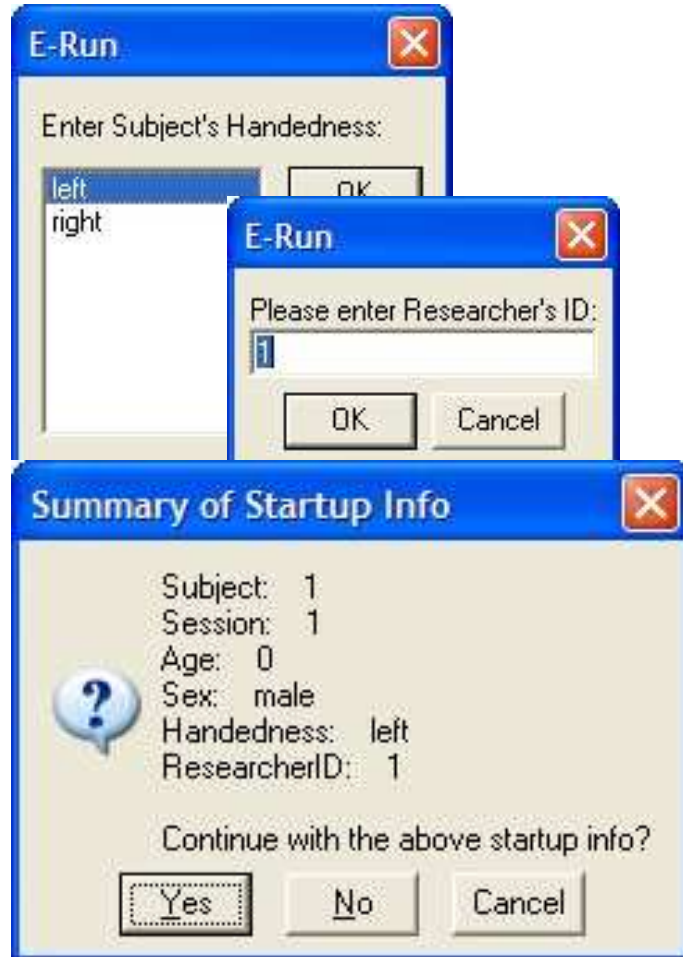 E-Run
Enter Subject's Handedness:
left
OK
right
E-Run
Please enter Researcher's ID:
1
OK Cancel
Summary of Startup Info
Subject: 1
Session: 1
Age: 0
Sex: male
Handedness: left
ResearcherID: 1
Continue with the above startup info?
Yes No Cancel